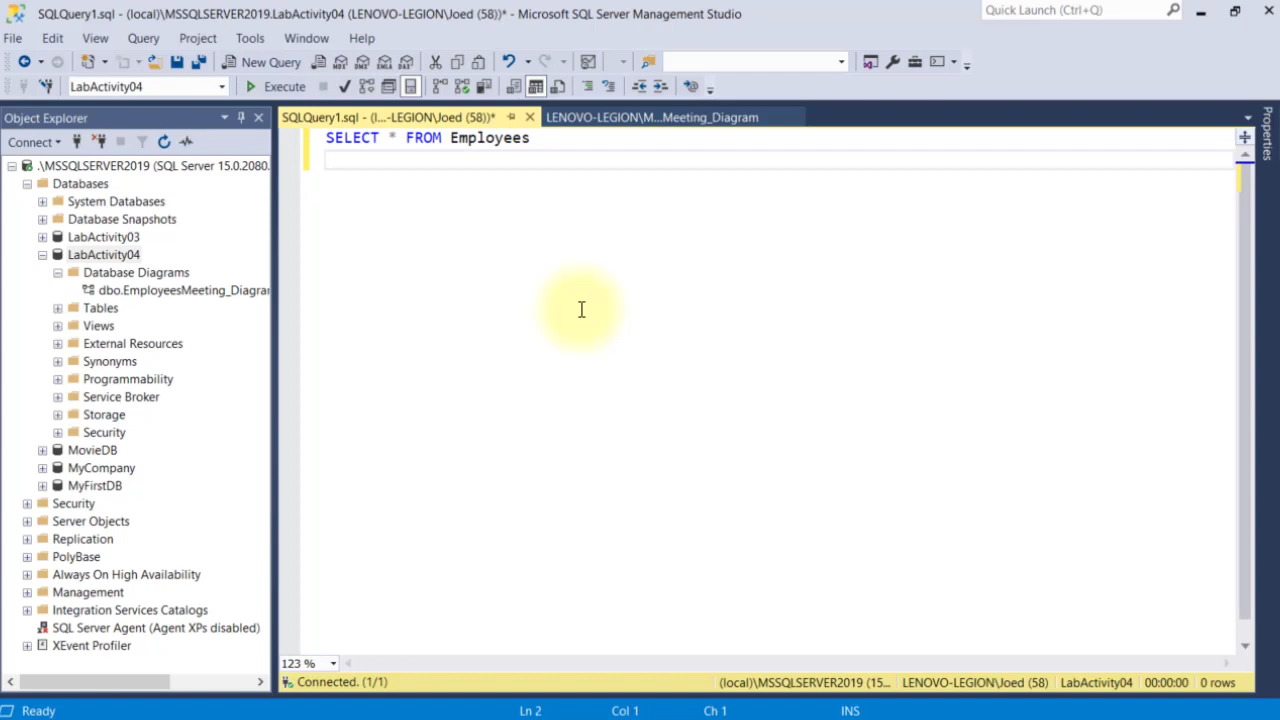 SQLQuery1.sql - (local)\MSSQLSERVER2019.LabActivity04 (LENOVO-LEGION\Joed (58))* - Microsoft SQL Server Management Studio
Quick Launch (Ctrl+Q)
File Edit View Query Project Tools Window Help
New Query
LabActivity04 Execute
Object Explorer
SQLQuery1.sql - (l...-LEGION\Joed (58))*
LENOVO-LEGION\M...Meeting_Diagram
Properties
Connect
SELECT * FROM Employees
.\MSSQLSERVER2019 (SQL Server 15.0.2080.
Databases
System Databases
Database Snapshots
LabActivity03
LabActivity04
Database Diagrams
dbo.EmployeesMeeting_Diagra
Tables
Views
External Resources
Synonyms
Programmability
Service Broker
Storage
Security
MovieDB
MyCompany
MyFirstDB
Security
Server Objects
Replication
PolyBase
Always On High Availability
Management
Integration Services Catalogs
SQL Server Agent (Agent XPs disabled)
XEvent Profiler
123 %
Connected. (1/1)
(local)\MSSQLSERVER2019 (15... LENOVO-LEGION\Joed (58) LabActivity04 00:00:00 0 rows
Ready Ln 2 Col 1 Ch 1 INS